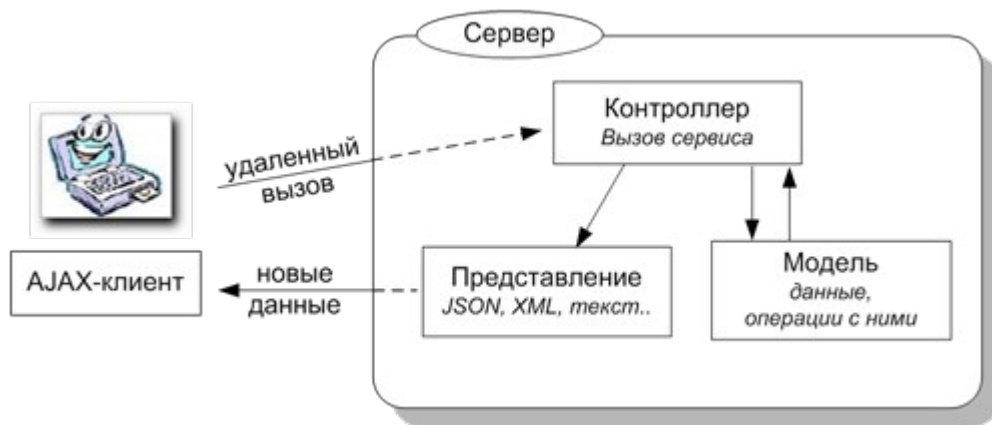 Сервер
Контроллер
Вызов сервиса
удаленный
вызов
AJAX-клиент
новые
данные
Представление
JSON, XML, текст..
Модель
данные,
операции с ними